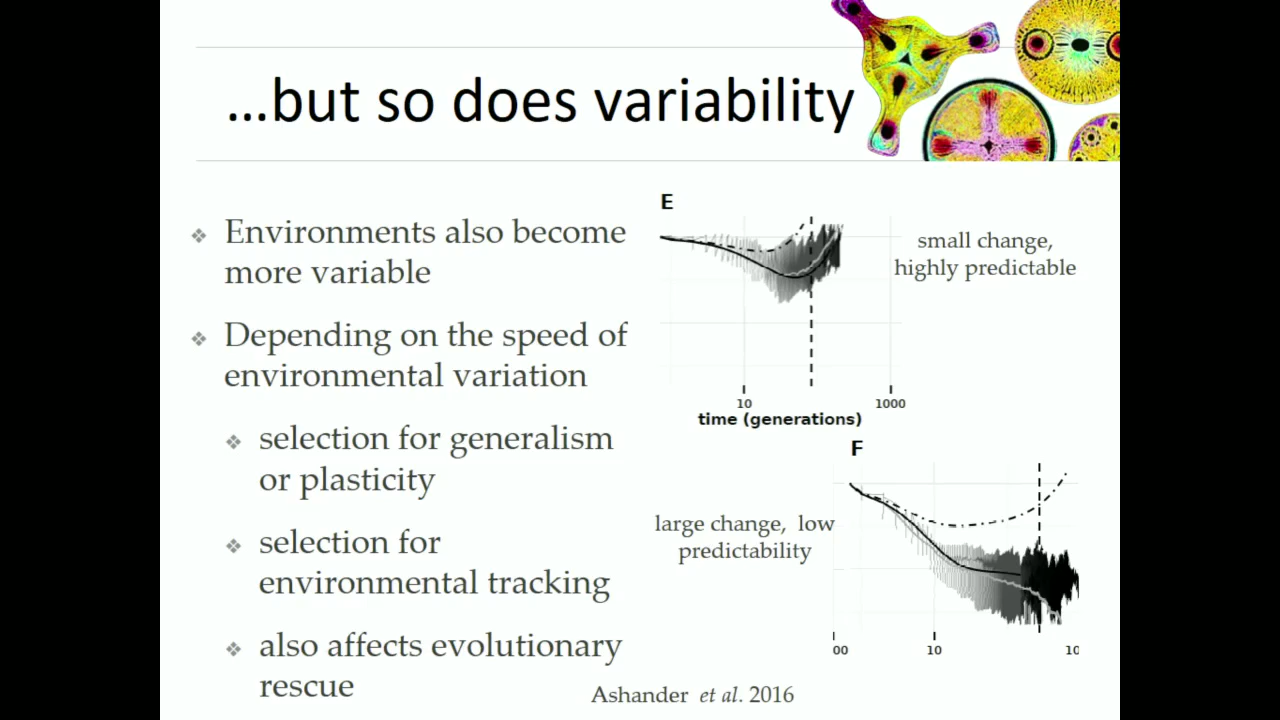 ...but so does variability
Environments also become
more variable
Depending on the speed of
environmental variation
selection for generalism
or plasticity
selection for
environmental tracking
also affects evolutionary
rescue
E
small change,
highly predictable
10
1000
time (generations)
F
large change, low
predictability
00
10
10
Ashander et al. 2016